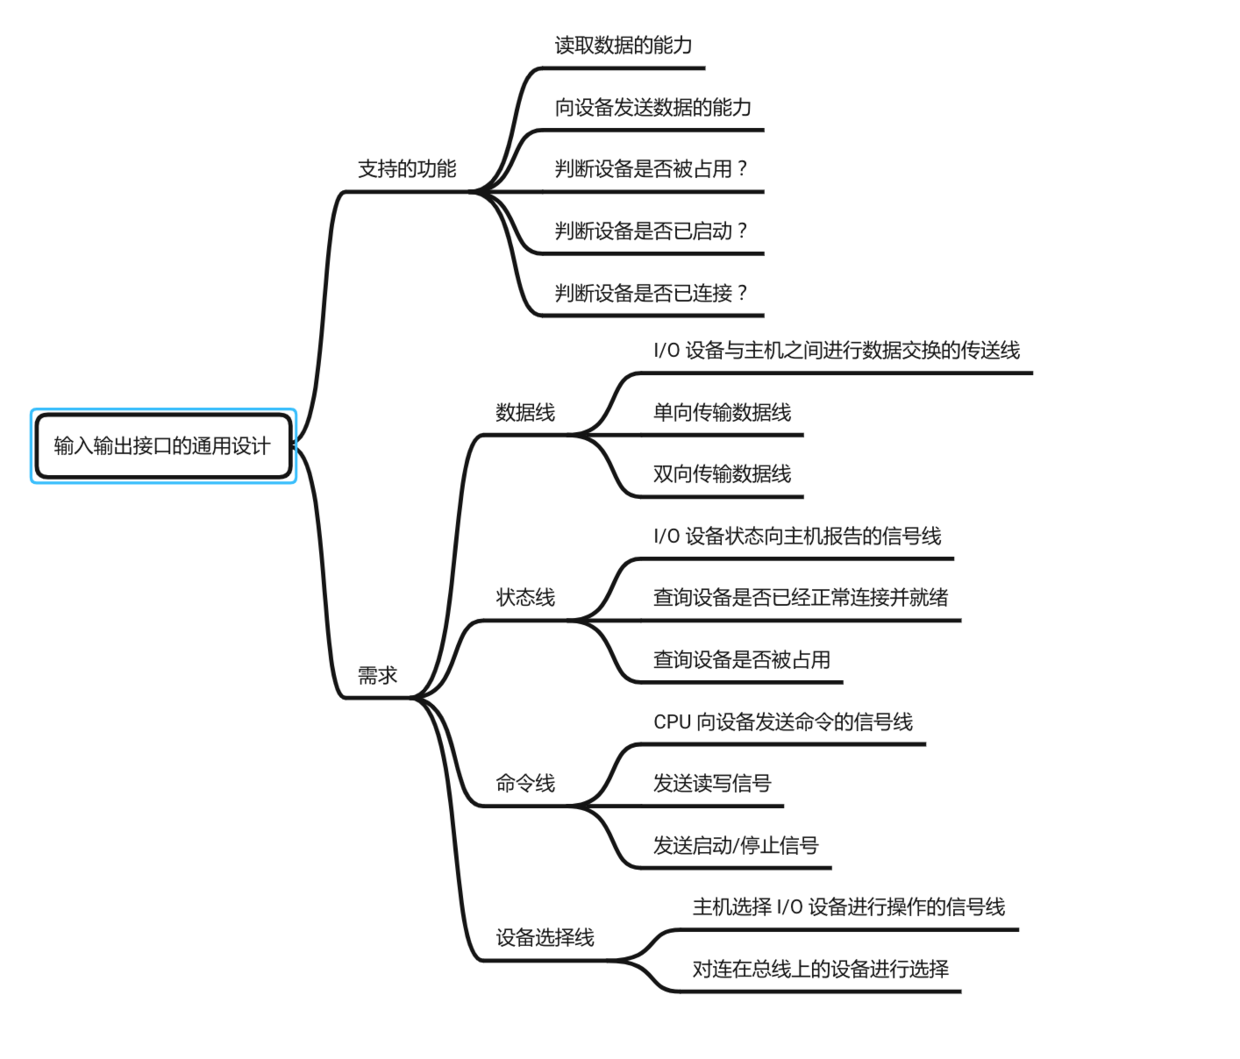 输入输出接口的通用设计
支持的功能
读取数据的能力
向设备发送数据的能力
判断设备是否被占用？
判断设备是否已启动？
判断设备是否已连接？
需求
数据线
I/O 设备与主机之间进行数据交换的传送线
单向传输数据线
双向传输数据线
状态线
I/O 设备状态向主机报告的信号线
查询设备是否已经正常连接并就绪
查询设备是否被占用
命令线
CPU 向设备发送命令的信号线
发送读写信号
发送启动/停止信号
设备选择线
主机选择 I/O 设备进行操作的信号线
对连在总线上的设备进行选择